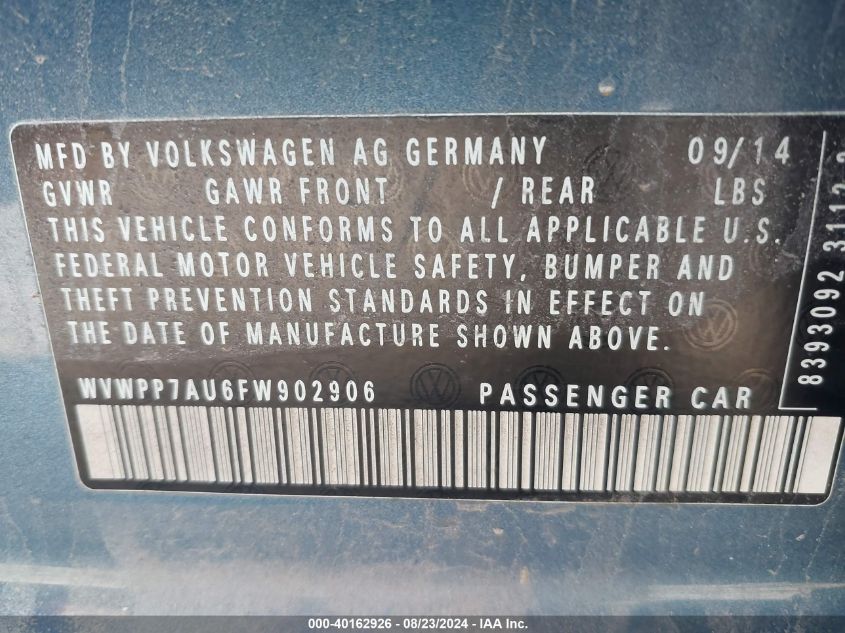 MFD BY VOLKSWAGEN AG GERMANY 09/14
GVWR GAWR FRONT / REAR LBS
THIS VEHICLE CONFORMS TO ALL APPLICABLE U.S.
FEDERAL MOTOR VEHICLE SAFETY, BUMPER AND
THEFT PREVENTION STANDARDS IN EFFECT ON
THE DATE OF MANUFACTURE SHOWN ABOVE.
WVWPP7AU6FW902906 PASSENGER CAR
8393092 3112
000-40162926 - 08/23/2024 - IAA Inc.